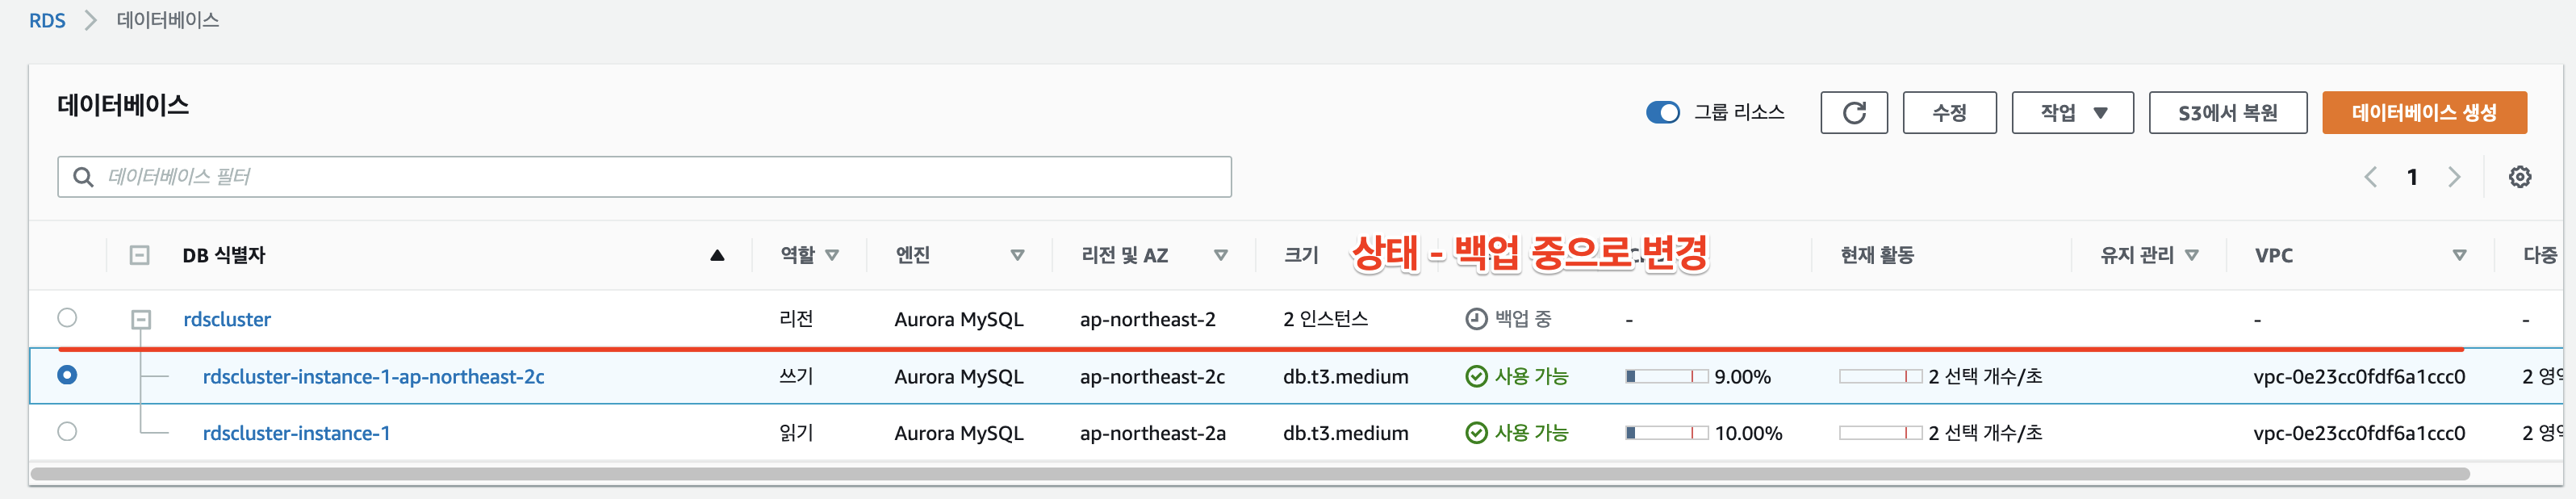 RDS > 데이터베이스
데이터베이스
그룹 리소스 수정 작업 S3에서 복원 데이터베이스 생성
데이터베이스 필터
1
DB 식별자 역할 엔진 리전 및 AZ 크기 상태 - 백업 중으로 변경 현재 활동 유지 관리 VPC 다중
rdscluster 리전 Aurora MySQL ap-northeast-2 2 인스턴스 백업 중 - - -
rdscluster-instance-1-ap-northeast-2c 쓰기 Aurora MySQL ap-northeast-2c db.t3.medium 사용 가능 9.00% 2 선택 개수/초 vpc-0e23cc0fdf6a1ccc0 2
rdscluster-instance-1 읽기 Aurora MySQL ap-northeast-2a db.t3.medium 사용 가능 10.00% 2 선택 개수/초 vpc-0e23cc0fdf6a1ccc0 2